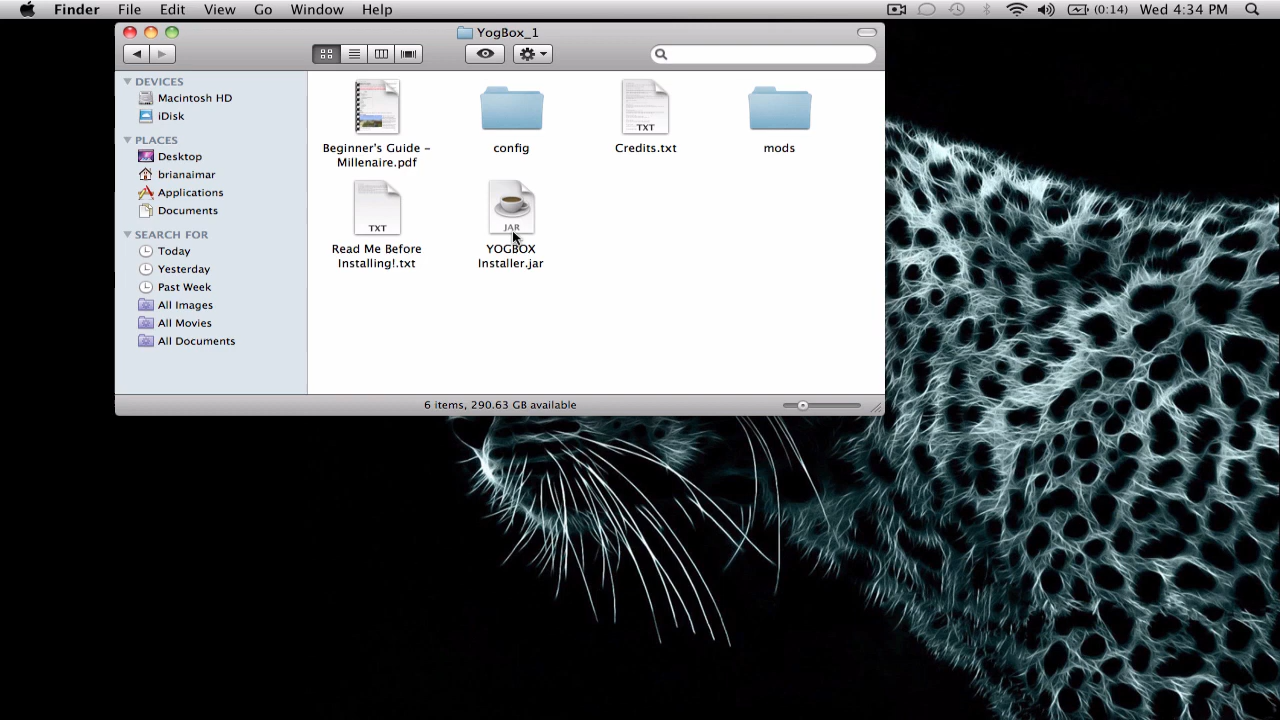 Finder File Edit View Go Window Help (0:14) Wed 4:34 PM
YogBox_1
DEVICES
Macintosh HD
iDisk
PLACES
Desktop
brianaimar
Applications
Documents
SEARCH FOR
Today
Yesterday
Past Week
All Images
All Movies
All Documents
Beginner's Guide -
Millenaire.pdf
config
TXT
Credits.txt
mods
TXT
Read Me Before
Installing!.txt
JAR
YOGBOX
Installer.jar
6 items, 290.63 GB available